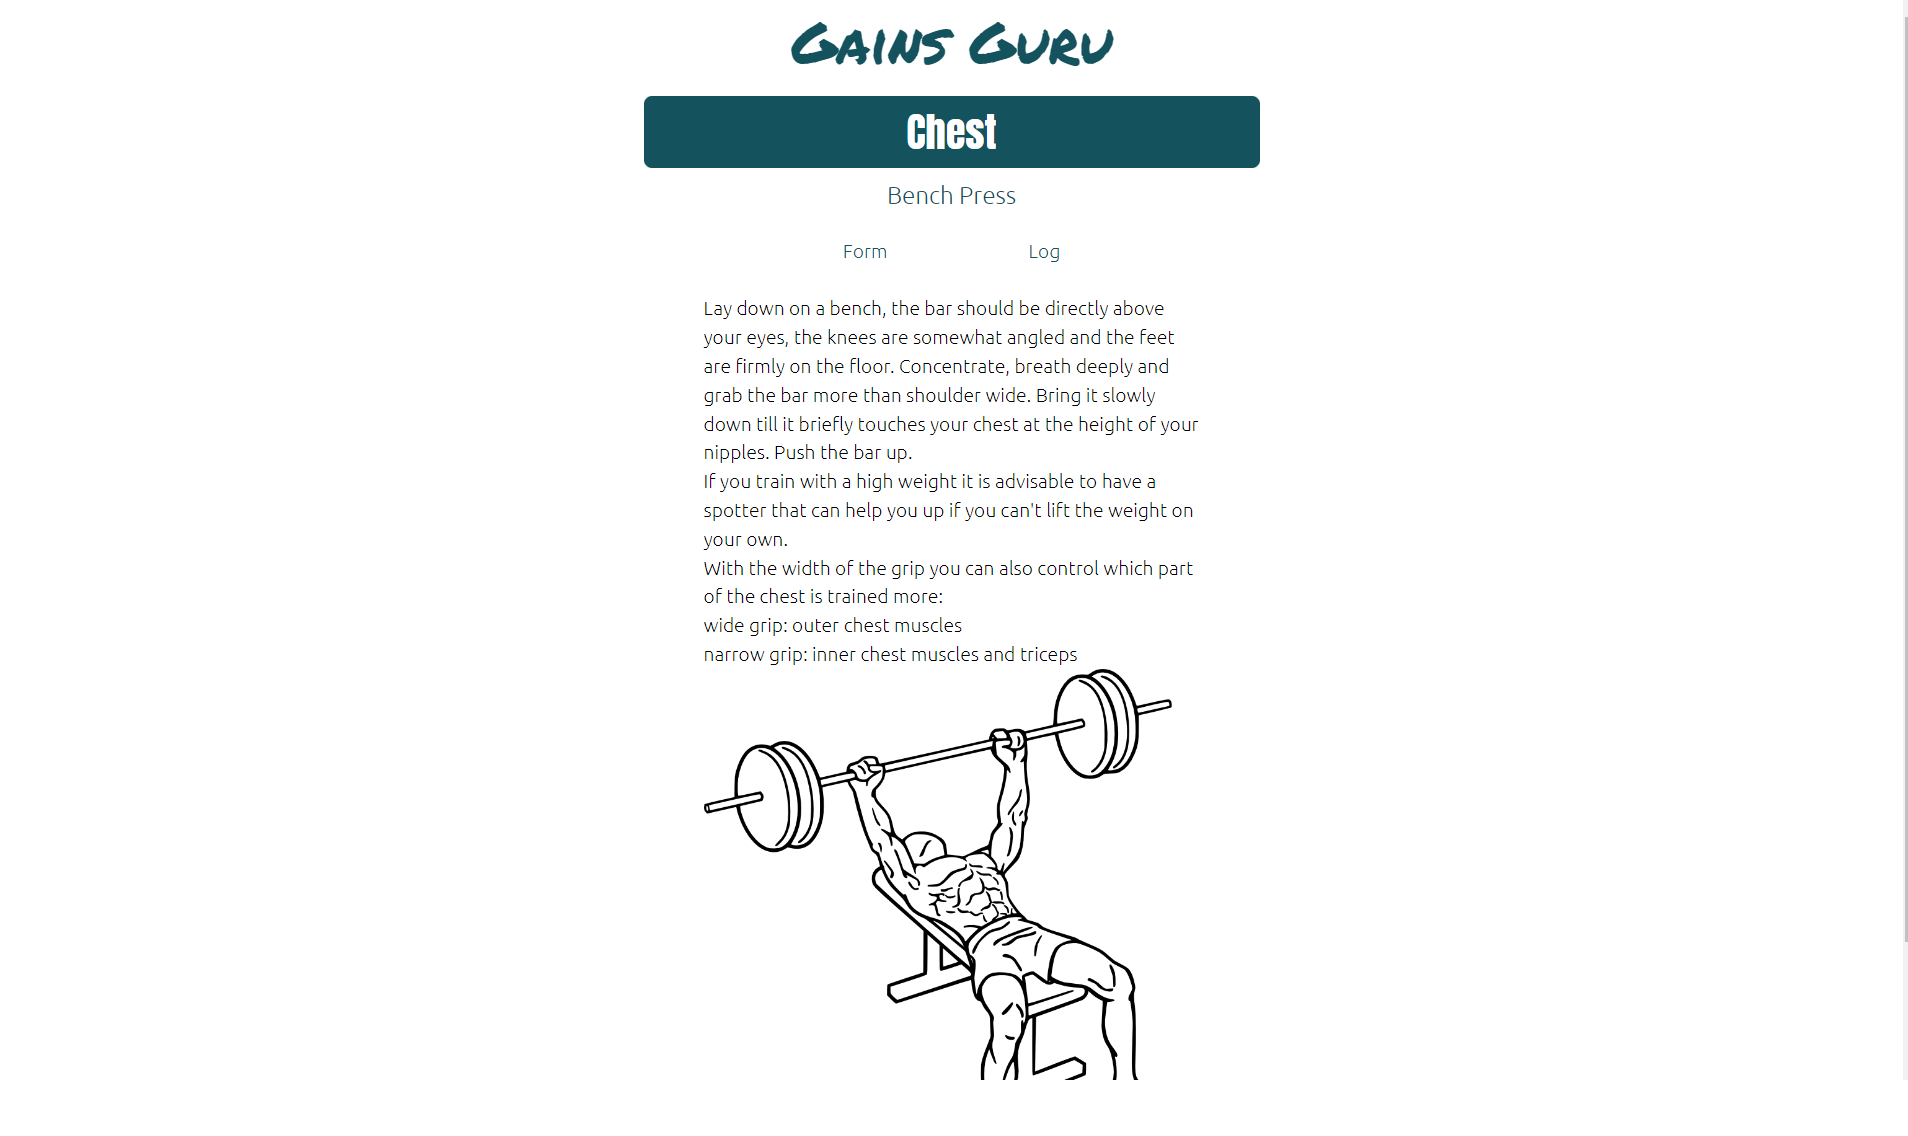 Gains Guru
Chest
Bench Press
Form Log
Lay down on a bench, the bar should be directly above
your eyes, the knees are somewhat angled and the feet
are firmly on the floor. Concentrate, breath deeply and
grab the bar more than shoulder wide. Bring it slowly
down till it briefly touches your chest at the height of your
nipples. Push the bar up.
If you train with a high weight it is advisable to have a
spotter that can help you up if you can't lift the weight on
your own.
With the width of the grip you can also control which part
of the chest is trained more:
wide grip: outer chest muscles
narrow grip: inner chest muscles and triceps